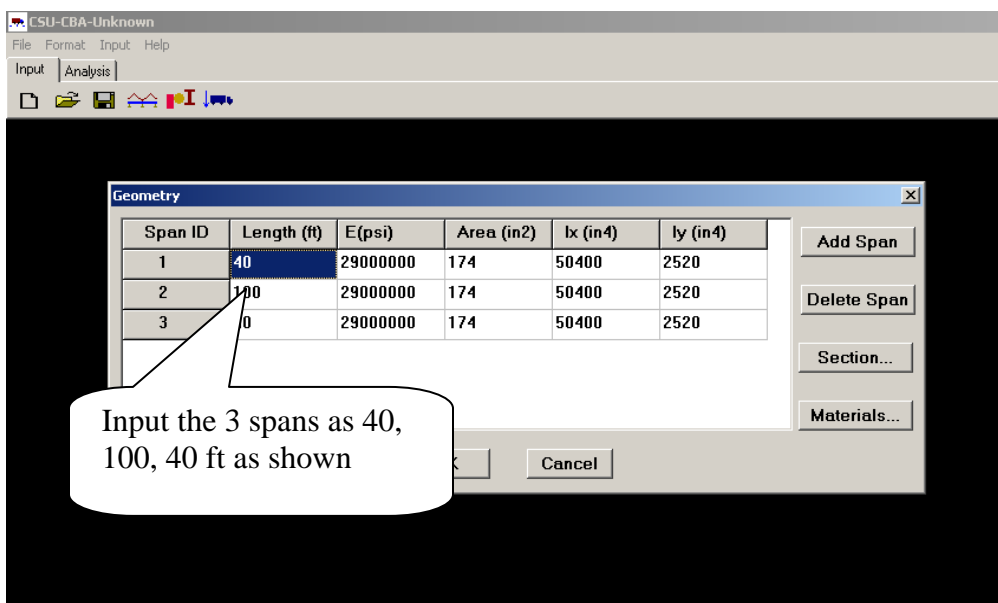 CSU-CBA-Unknown
File Format Input Help
Input Analysis
Geometry
Span ID Length (ft) E(psi) Area (in2) Ix (in4) Iy (in4)
1 40 29000000 174 50400 2520
2 100 29000000 174 50400 2520
3 29000000 174 50400 2520
Add Span
Delete Span
Section...
Materials...
Input the 3 spans as 40,
100, 40 ft as shown
Cancel